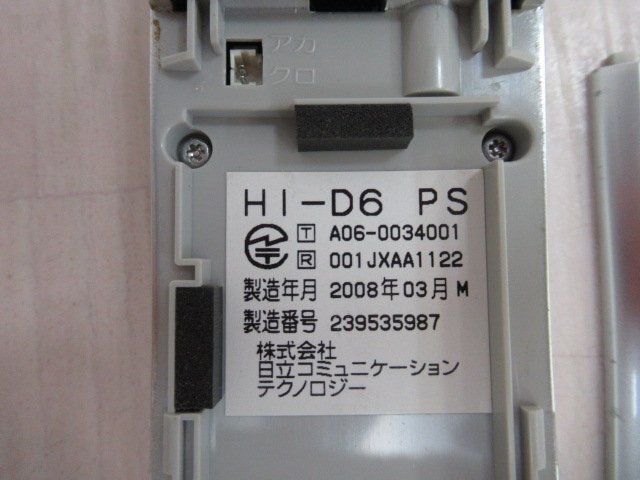 アカ
クロ
HI-D6 PS
T A06-0034001
R 001JXAA1122
製造年月 2008年03月 M
製造番号 239535987
株式会社
日立コミュニケーション
テクノロジー